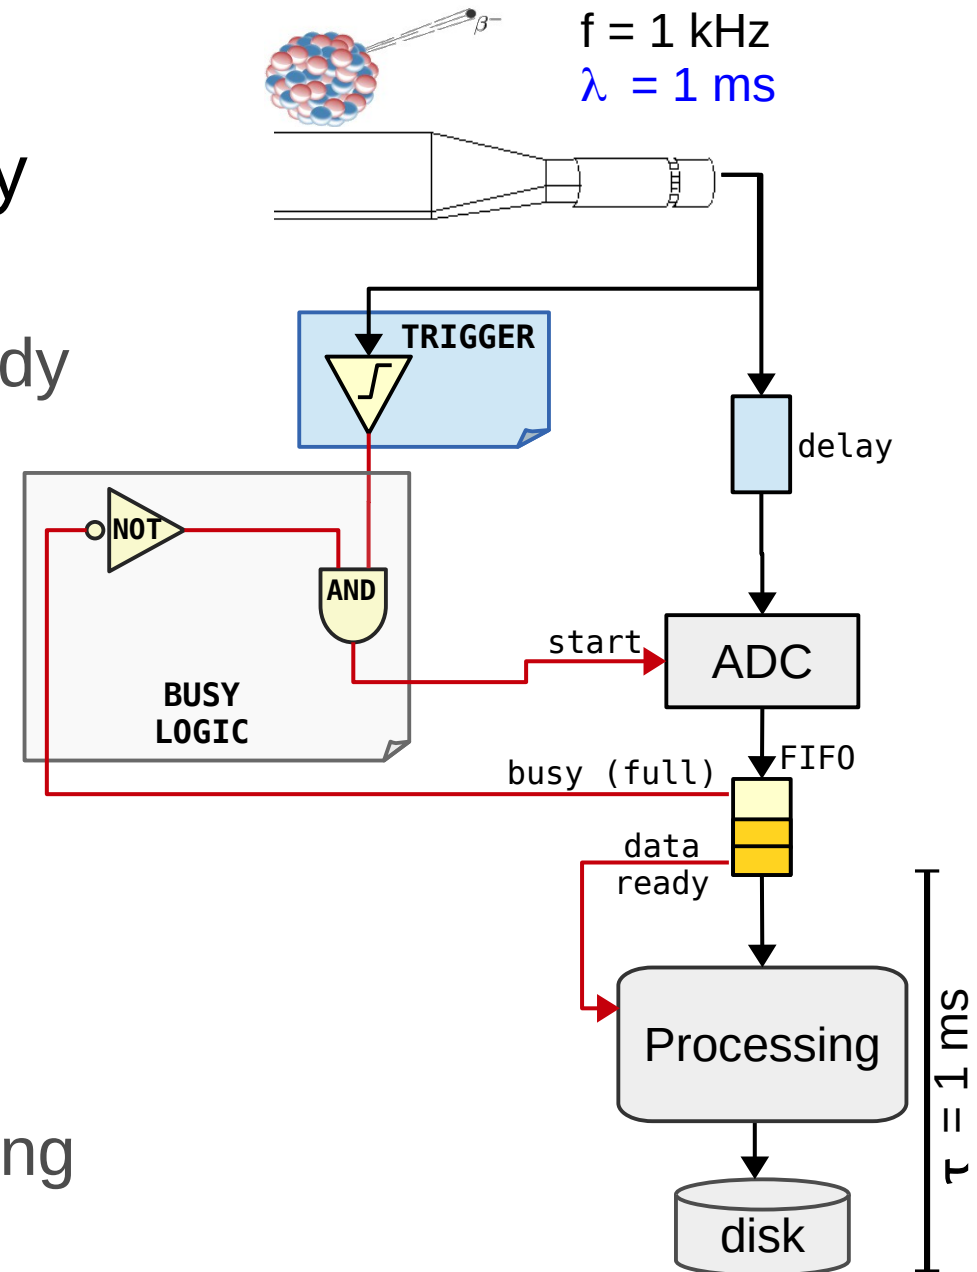 β⁻
f = 1 kHz
λ = 1 ms
y
TRIGGER
dy
delay
NOT
AND
start
ADC
BUSY
LOGIC
FIFO
busy (full)
data
ready
Processing
τ = 1 ms
ng
disk